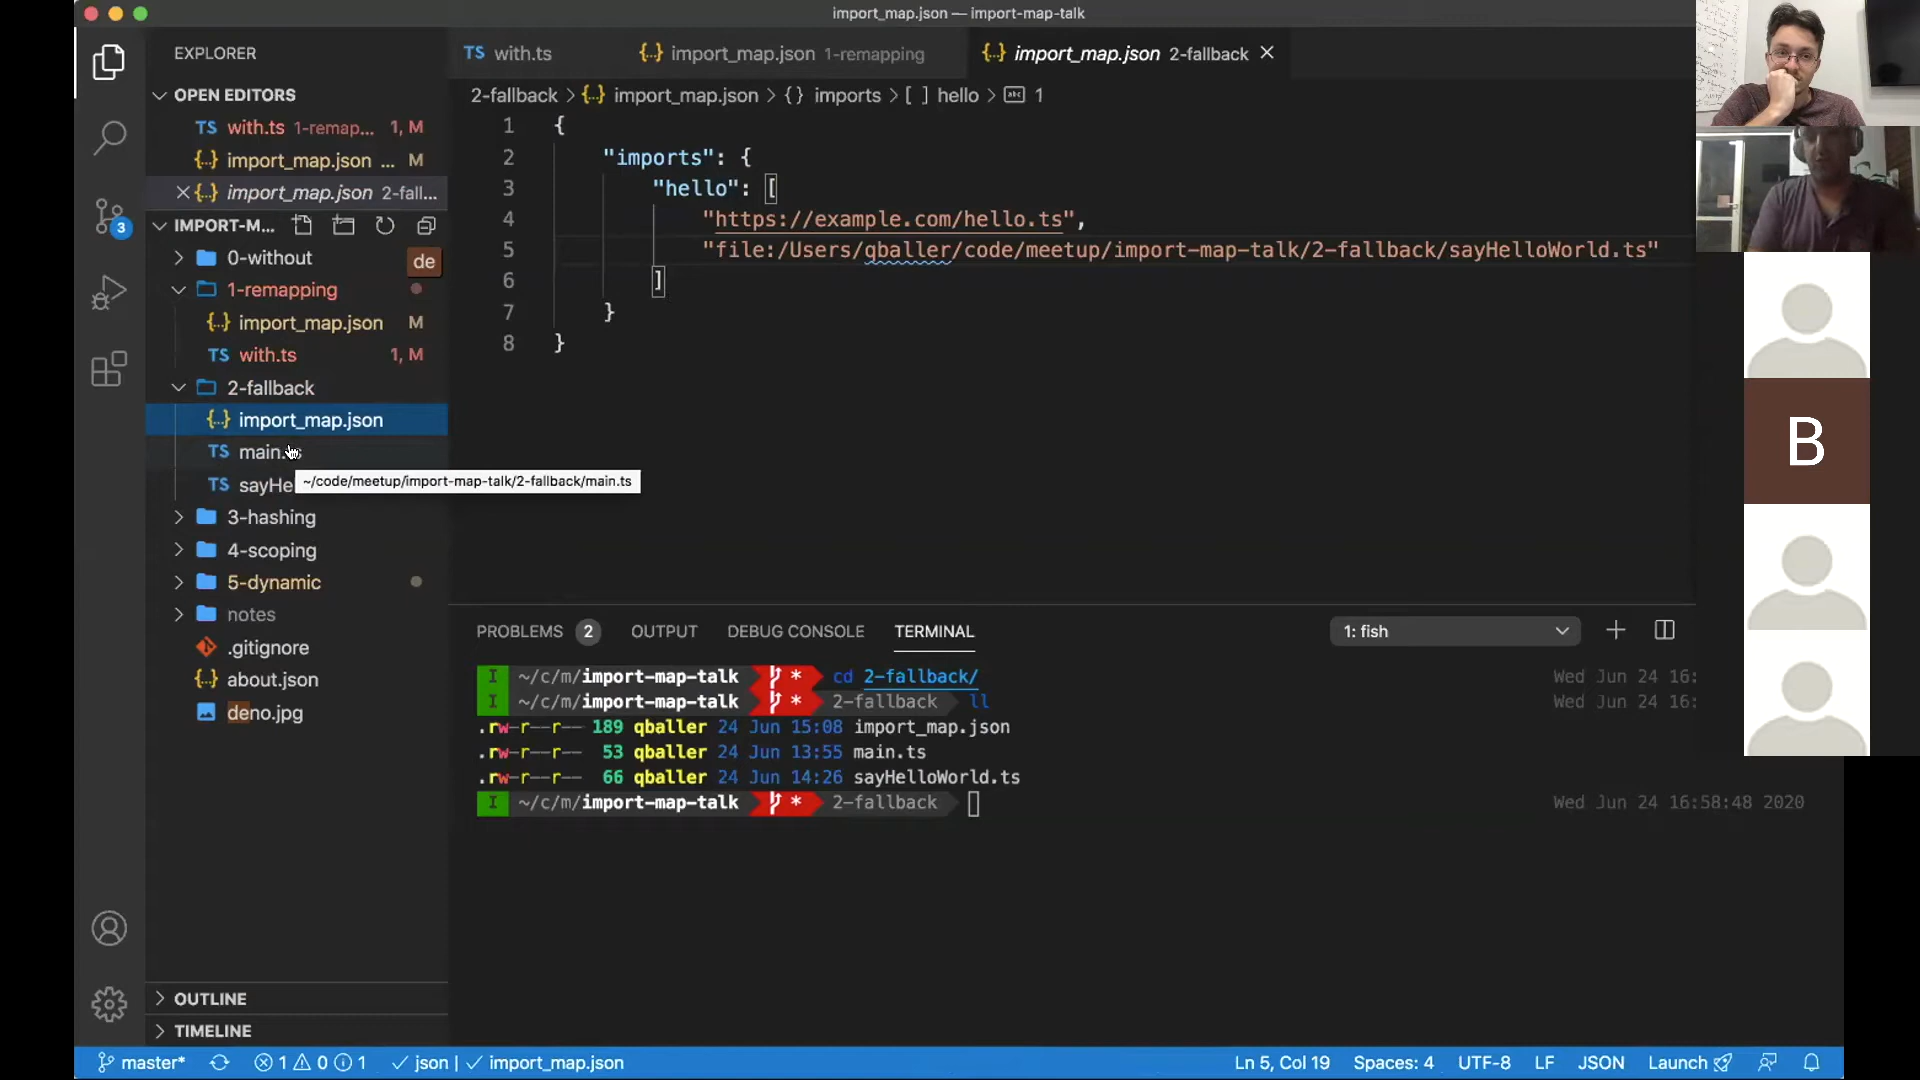 import_map.json — import-map-talk
EXPLORER
OPEN EDITORS
TS with.ts 1-remap... 1, M
{..} import_map.json ... M
{..} import_map.json 2-fall...
IMPORT-M...
0-without
de
1-remapping
{..} import_map.json M
TS with.ts 1, M
2-fallback
{..} import_map.json
TS main.
TS sayHe
~/code/meetup/import-map-talk/2-fallback/main.ts
3-hashing
4-scoping
5-dynamic
notes
.gitignore
{..} about.json
deno.jpg
OUTLINE
TIMELINE
3
TS with.ts
{..} import_map.json 1-remapping
{..} import_map.json 2-fallback
2-fallback > {..} import_map.json > {} imports > [ ] hello > abc 1
1 {
2 "imports": {
3 "hello": [
4 "https://example.com/hello.ts",
5 "file:/Users/qballer/code/meetup/import-map-talk/2-fallback/sayHelloWorld.ts"
6 ]
7 }
8 }
PROBLEMS 2 OUTPUT DEBUG CONSOLE TERMINAL
1: fish
I ~/c/m/import-map-talk * cd 2-fallback/ Wed Jun 24 16:
I ~/c/m/import-map-talk * 2-fallback ll Wed Jun 24 16:
.rw-r--r-- 189 qballer 24 Jun 15:08 import_map.json
.rw-r--r-- 53 qballer 24 Jun 13:55 main.ts
.rw-r--r-- 66 qballer 24 Jun 14:26 sayHelloWorld.ts
I ~/c/m/import-map-talk * 2-fallback Wed Jun 24 16:58:48 2020
B
master* 1 0 1 json | import_map.json Ln 5, Col 19 Spaces: 4 UTF-8 LF JSON Launch